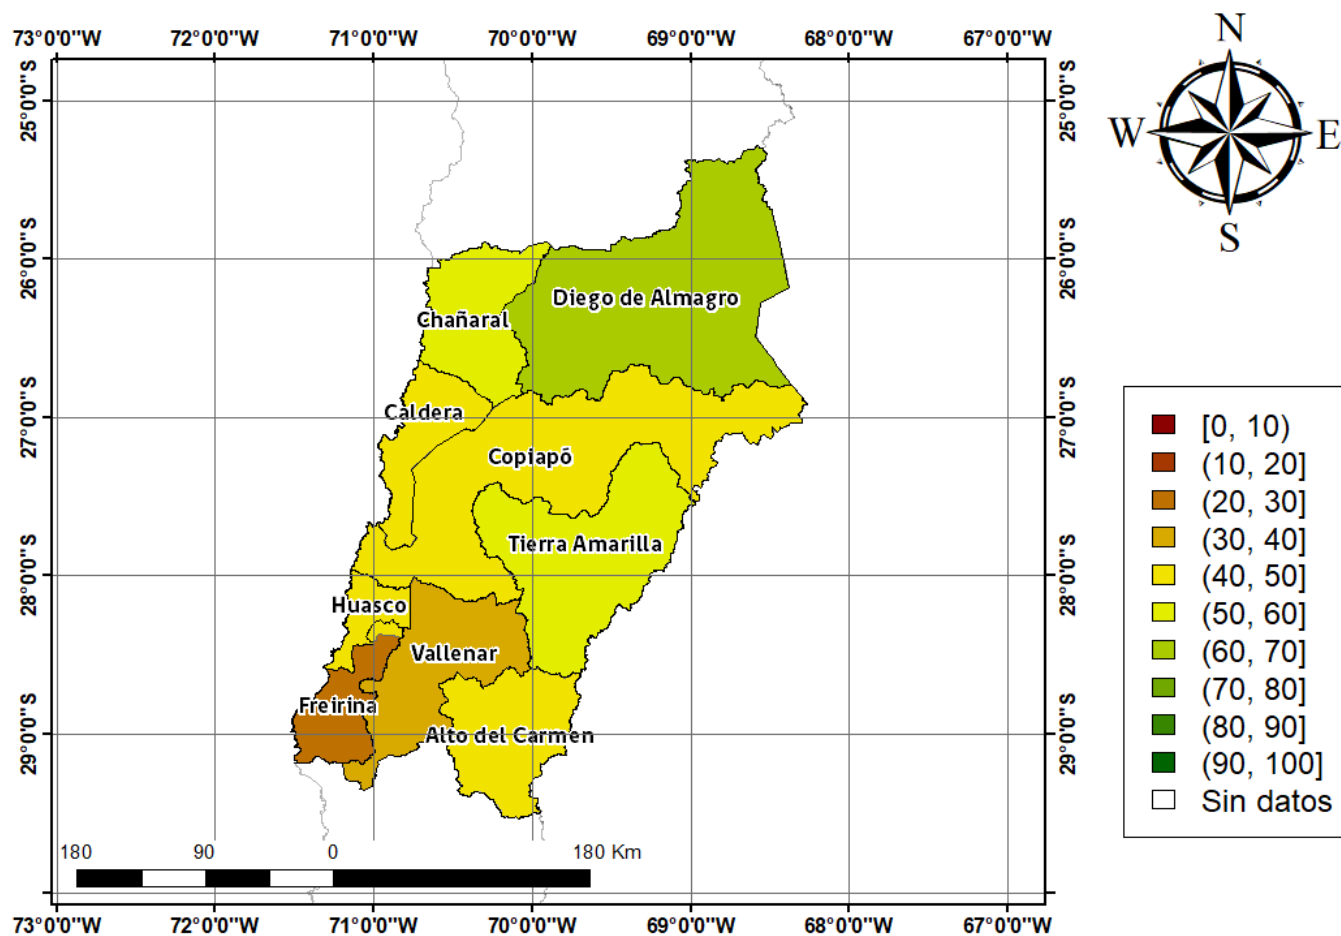 73°0'0"W 72°0'0"W 71°0'0"W 70°0'0"W 69°0'0"W 68°0'0"W 67°0'0"W
N
W E
S
25°0'0"S 25°0'0"S
26°0'0"S 26°0'0"S
27°0'0"S 27°0'0"S
28°0'0"S 28°0'0"S
29°0'0"S 29°0'0"S
Diego de Almagro
Chañaral
Caldera
Copiapó
Tierra Amarilla
Huasco
Vallenar
Freirina
Alto del Carmen
[0, 10)
(10, 20]
(20, 30]
(30, 40]
(40, 50]
(50, 60]
(60, 70]
(70, 80]
(80, 90]
(90, 100]
Sin datos
180 90 0 180 Km
73°0'0"W 72°0'0"W 71°0'0"W 70°0'0"W 69°0'0"W 68°0'0"W 67°0'0"W